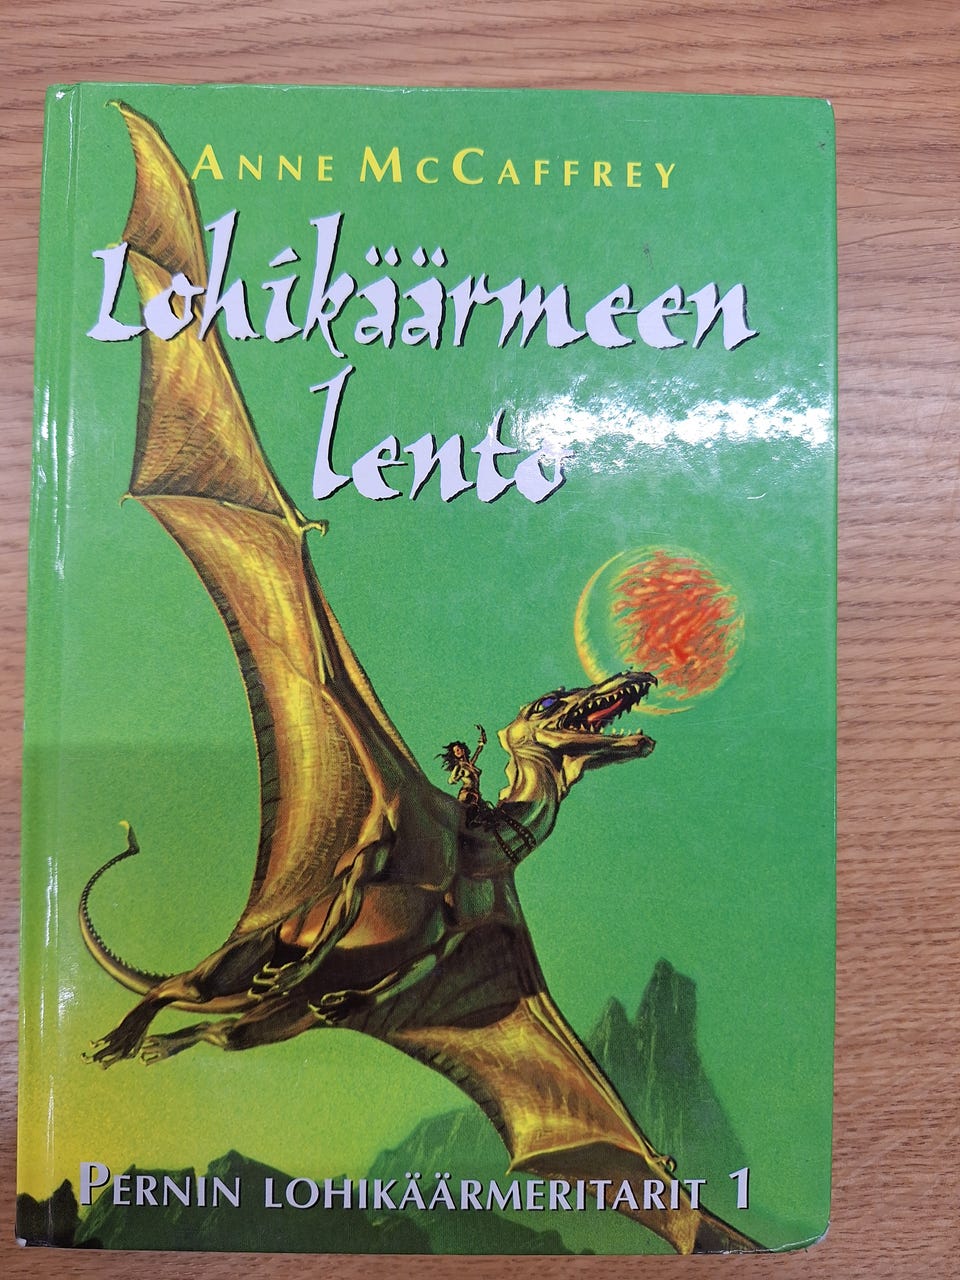 ANNE MCCAFFREY
Lohikäärmeen
lento
PERNIN LOHIKÄÄRMERITARIT 1